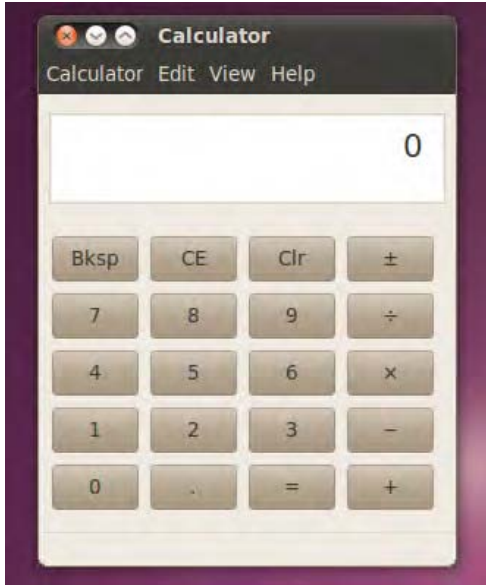 Calculator
Calculator Edit View Help
0
Bksp CE Clr ±
7 8 9 ÷
4 5 6 ×
1 2 3 −
0 . = +